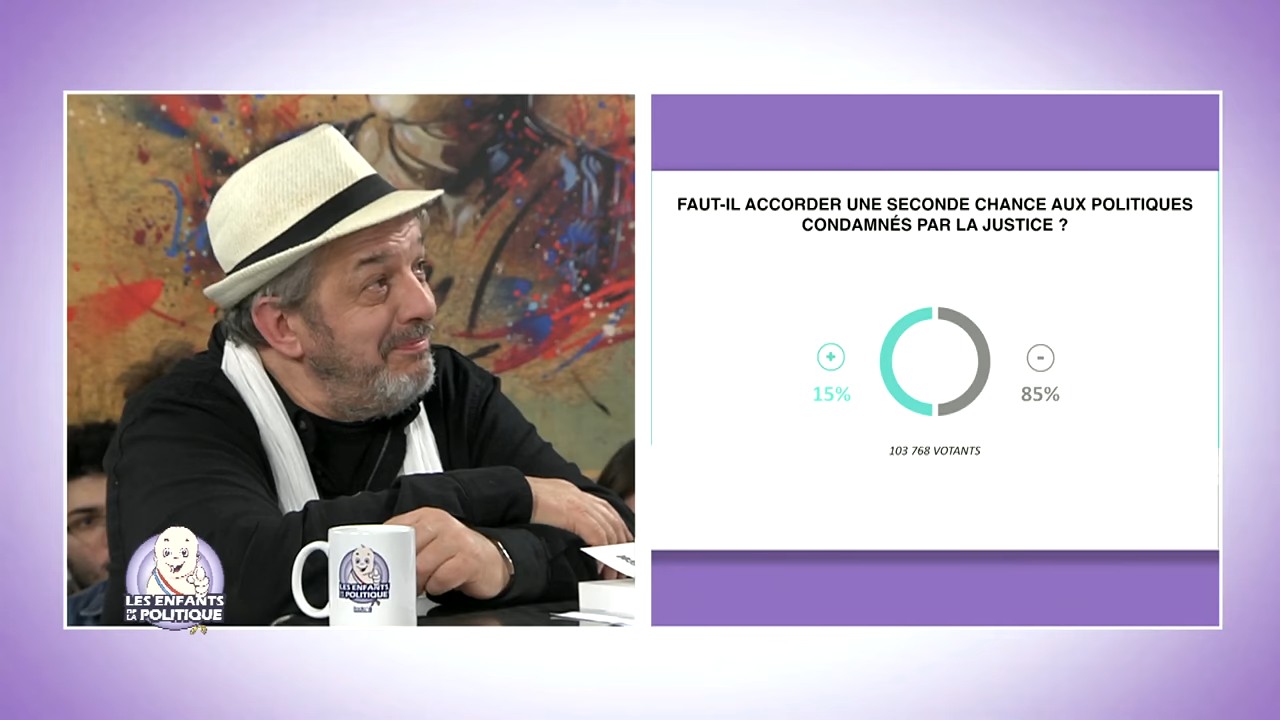 FAUT-IL ACCORDER UNE SECONDE CHANCE AUX POLITIQUES
CONDAMNÉS PAR LA JUSTICE ?
+
-
15%
85%
103 768 VOTANTS
LES ENFANTS
DE LA POLITIQUE
LES ENFANTS
DE LA POLITIQUE